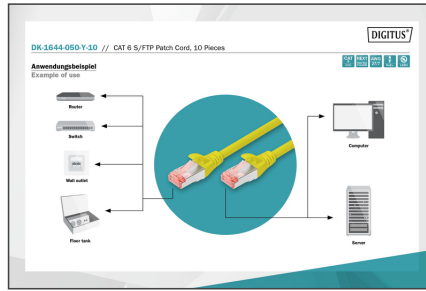 DIGITUS®
DK-1644-050-Y-10 // CAT 6 S/FTP Patch Cord, 10 Pieces
Anwendungsbeispiel
Example of use
Router
Switch
Wall outlet
Floor tank
Computer
Server